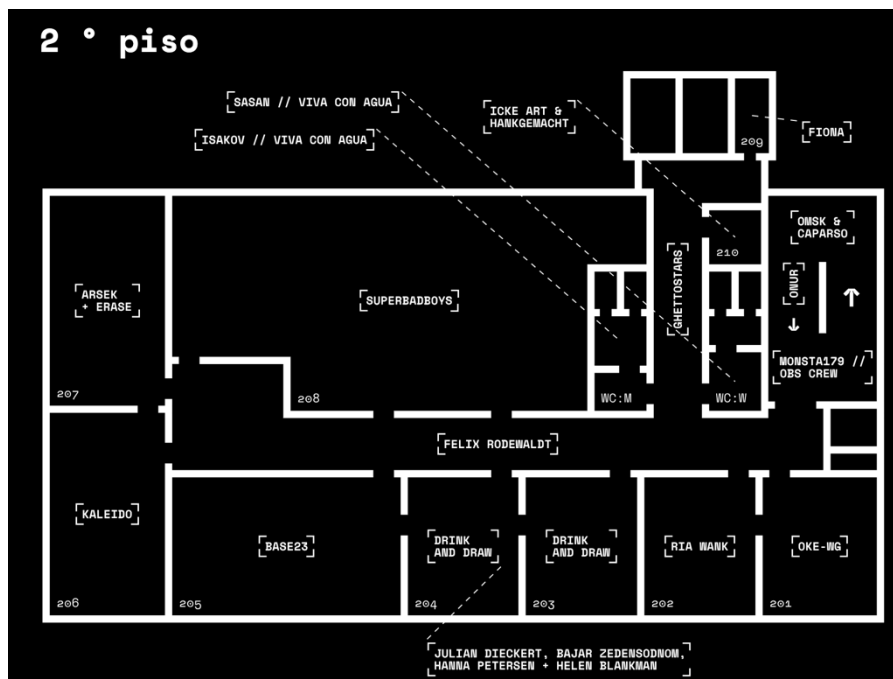 2 ° piso
SASAN // VIVA CON AGUA
ISAKOV // VIVA CON AGUA
ICKE ART &
HANKGEMACHT
209
FIONA
OMSK &
CAPARSO
210
GHETTOSTARS
ONUR
ARSEK
+ ERASE
SUPERBADBOYS
MONSTA179 //
OBS CREW
207
208
WC:M
WC:W
FELIX RODEWALDT
KALEIDO
BASE23
DRINK
AND DRAW
DRINK
AND DRAW
RIA WANK
OKE-WG
206
205
204
203
202
201
JULIAN DIECKERT, BAJAR ZEDENSODNOM,
HANNA PETERSEN + HELEN BLANKMAN